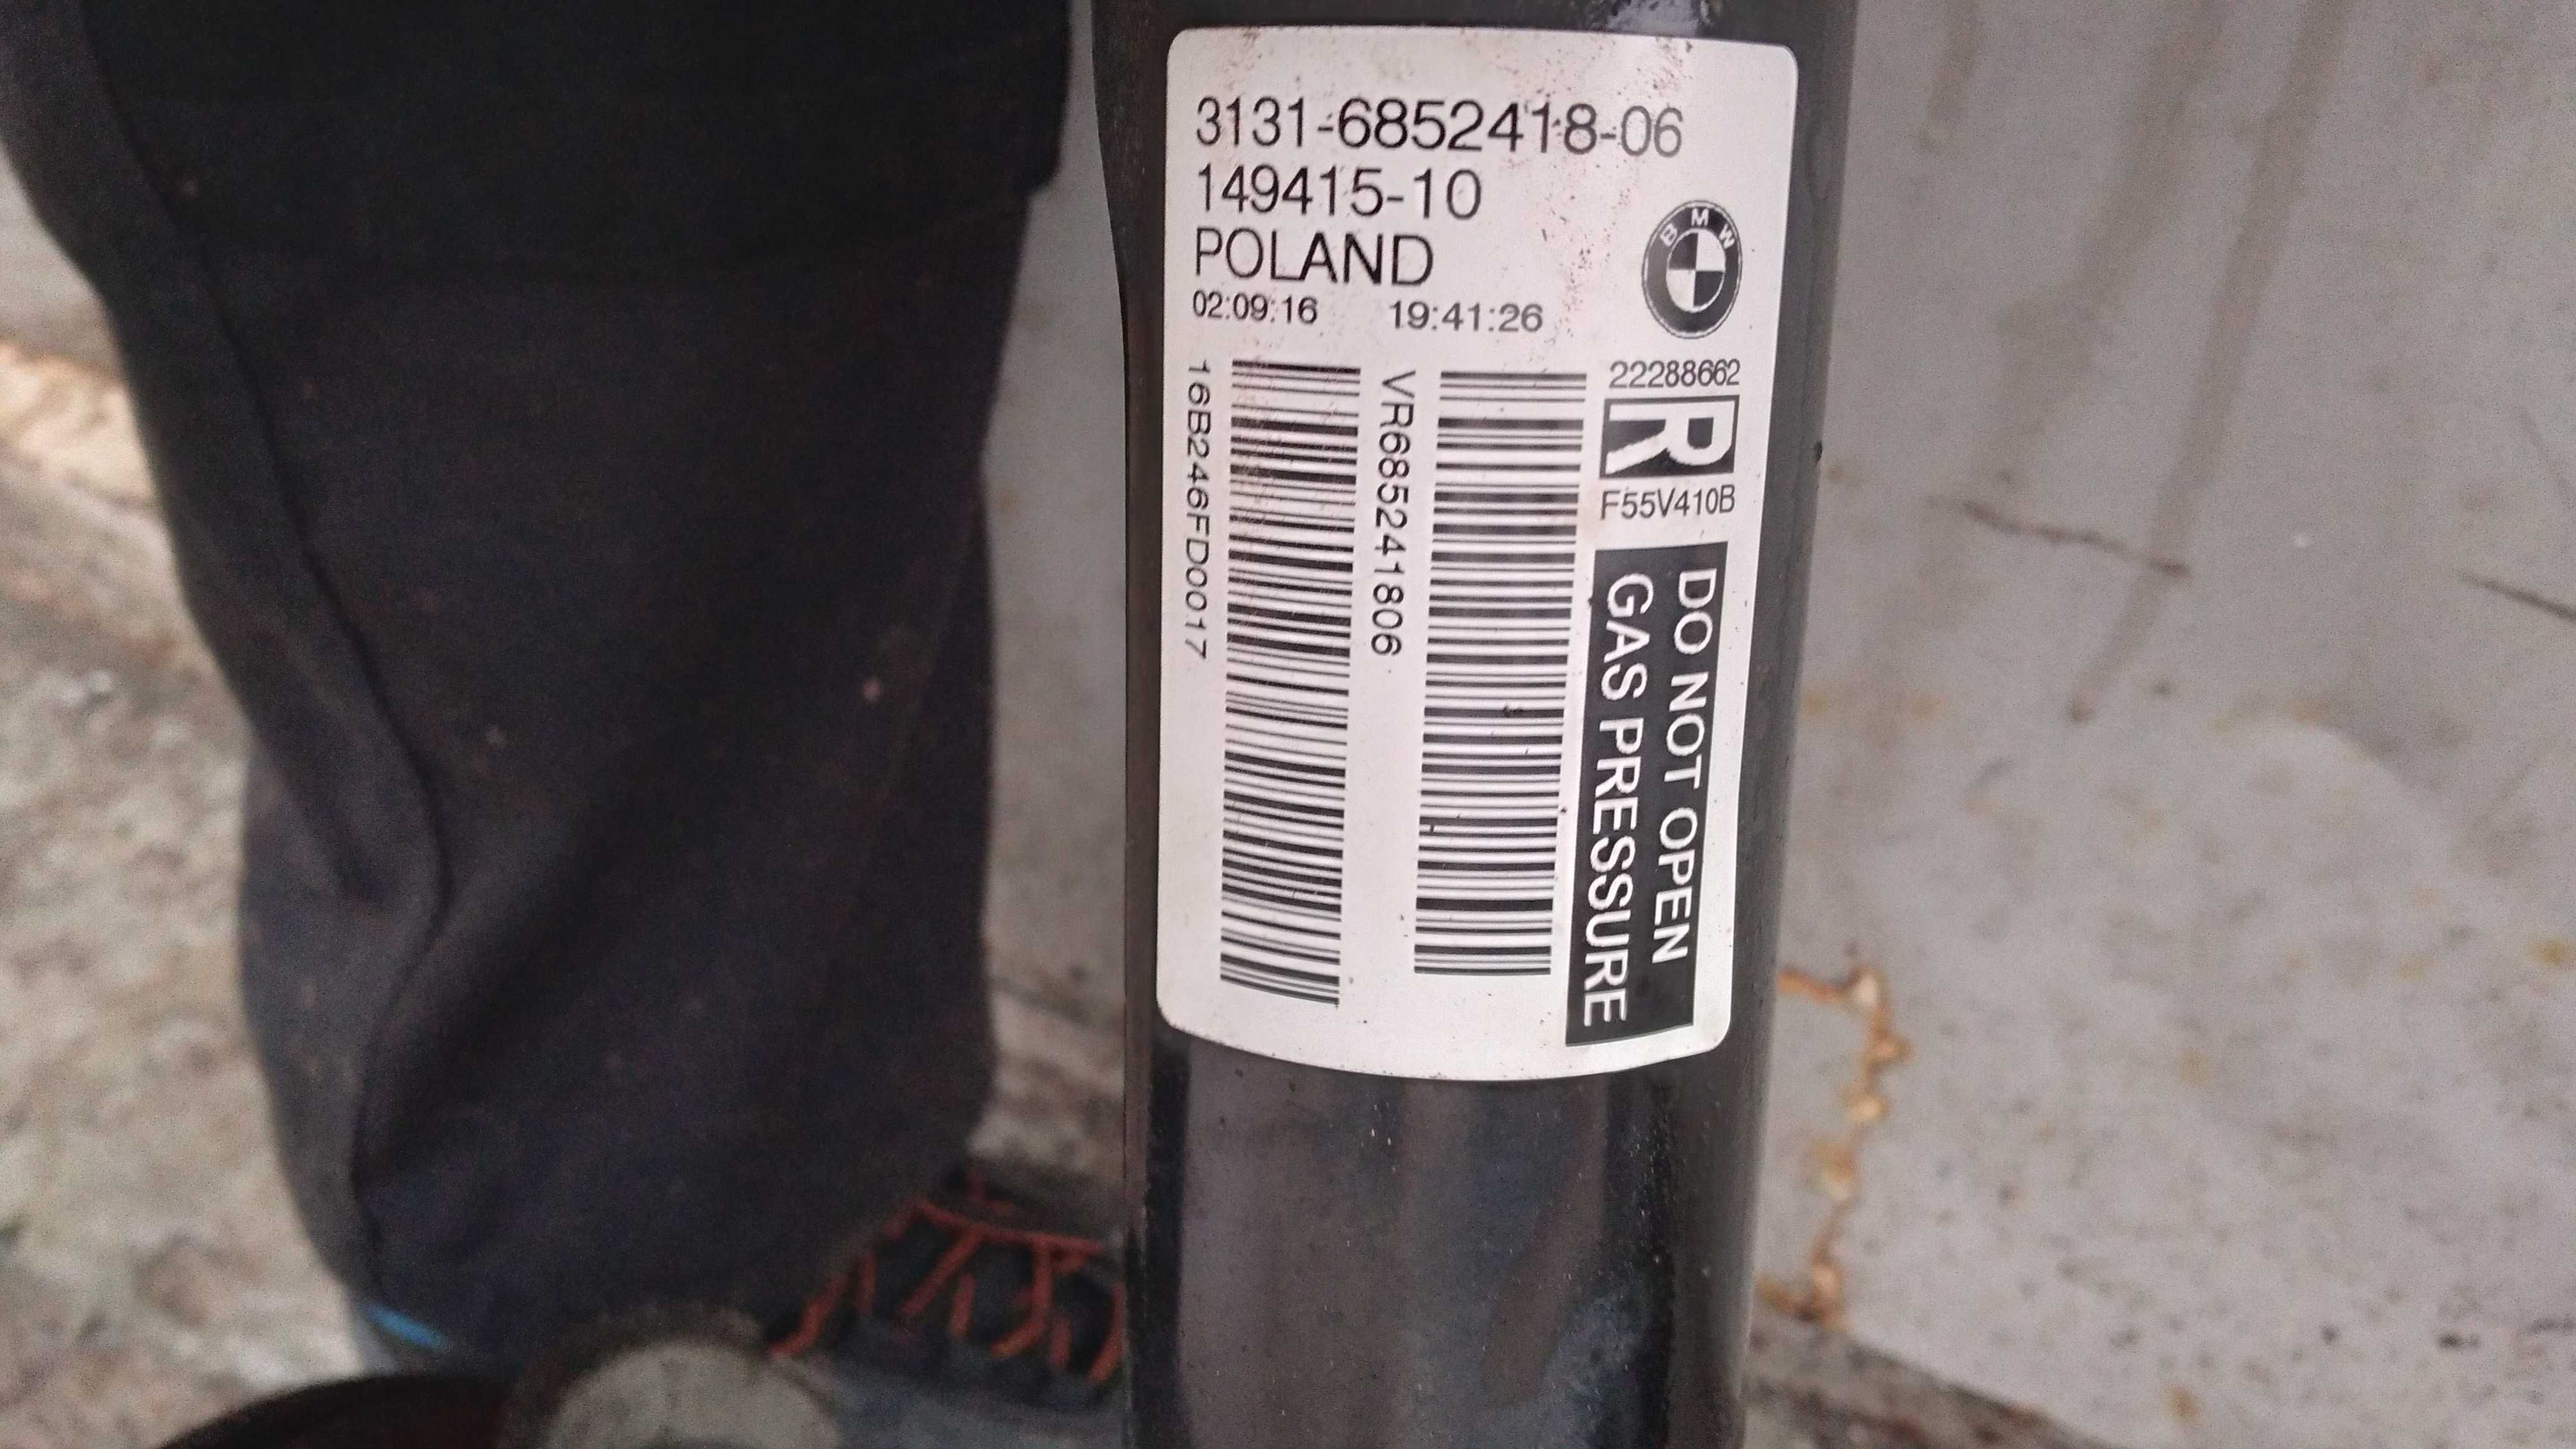 3131-6852418-06
149415-10
POLAND
02:09:16 19:41:26
BMW
22288662
R
F55V410B
16B246FD0017
VR685241806
DO NOT OPEN
GAS PRESSURE